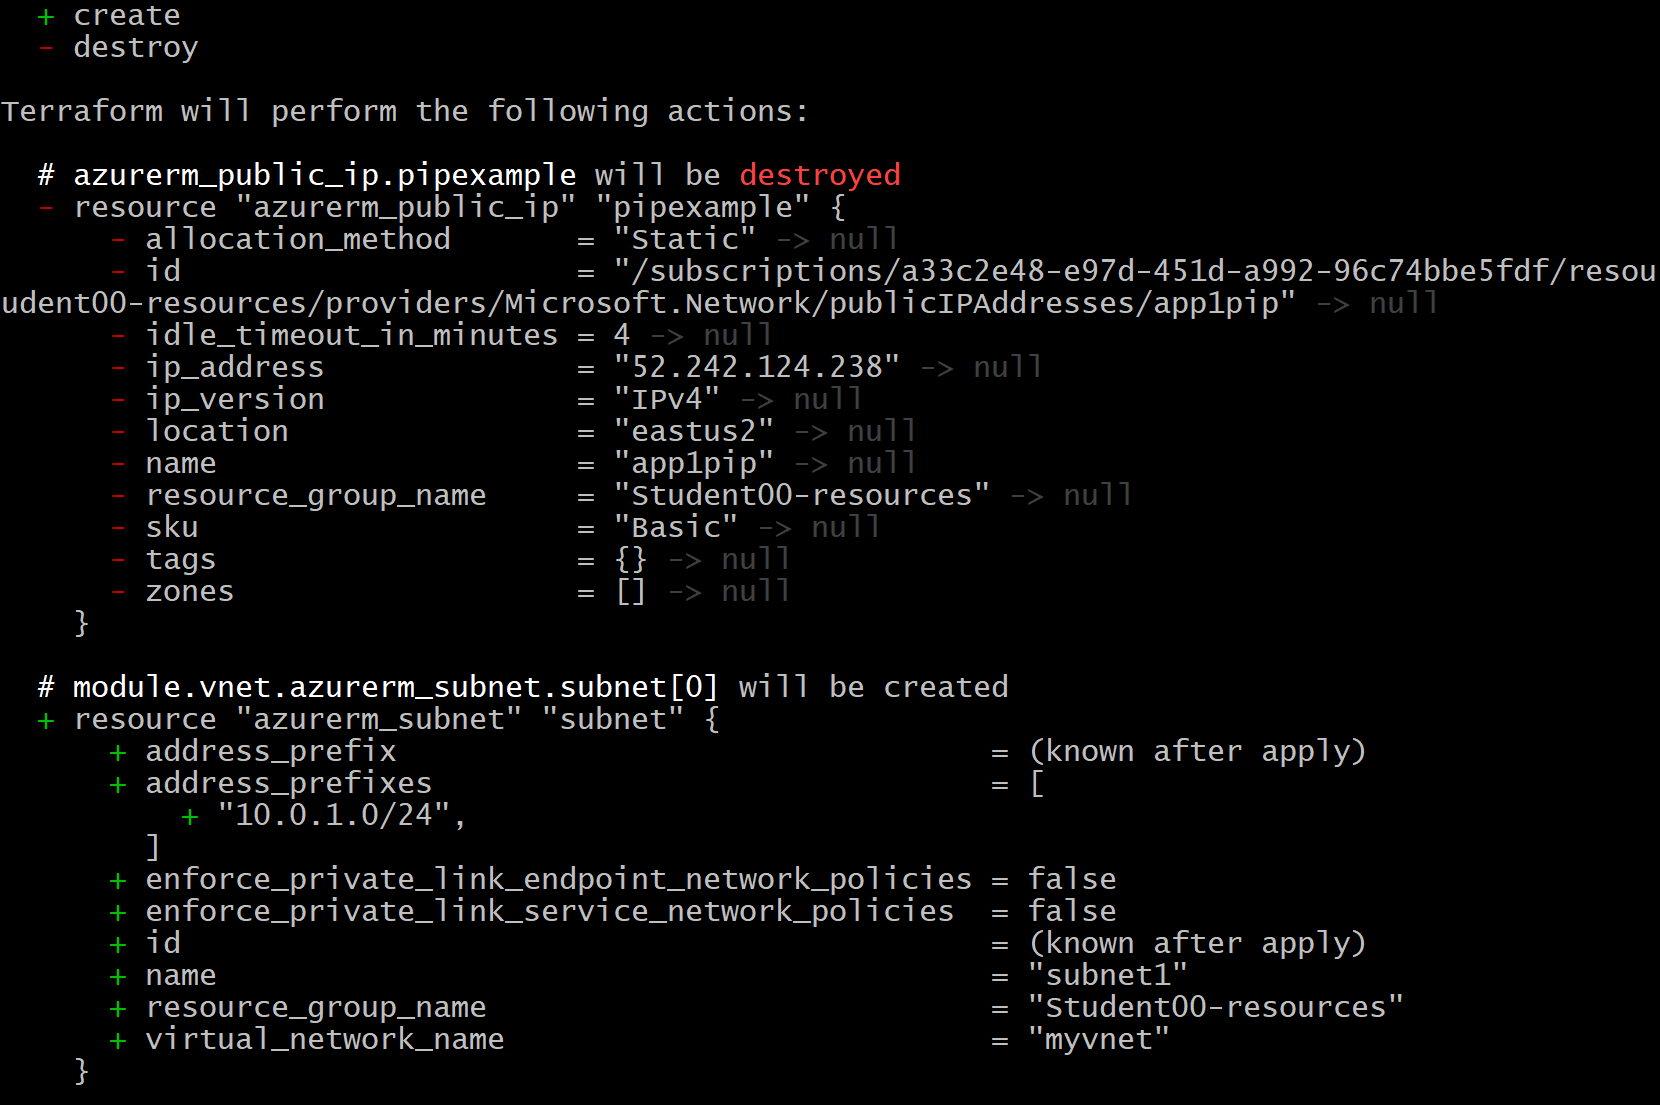 + create
- destroy
Terraform will perform the following actions:
# azurerm_public_ip.pipexample will be destroyed
- resource "azurerm_public_ip" "pipexample" {
- allocation_method = "Static" -> null
- id = "/subscriptions/a33c2e48-e97d-451d-a992-96c74bbe5fdf/resou
udent00-resources/providers/Microsoft.Network/publicIPAddresses/app1pip" -> null
- idle_timeout_in_minutes = 4 -> null
- ip_address = "52.242.124.238" -> null
- ip_version = "IPv4" -> null
- location = "eastus2" -> null
- name = "app1pip" -> null
- resource_group_name = "Student00-resources" -> null
- sku = "Basic" -> null
- tags = {} -> null
- zones = [] -> null
}
# module.vnet.azurerm_subnet.subnet[0] will be created
+ resource "azurerm_subnet" "subnet" {
+ address_prefix = (known after apply)
+ address_prefixes = [
+ "10.0.1.0/24",
]
+ enforce_private_link_endpoint_network_policies = false
+ enforce_private_link_service_network_policies = false
+ id = (known after apply)
+ name = "subnet1"
+ resource_group_name = "Student00-resources"
+ virtual_network_name = "myvnet"
}